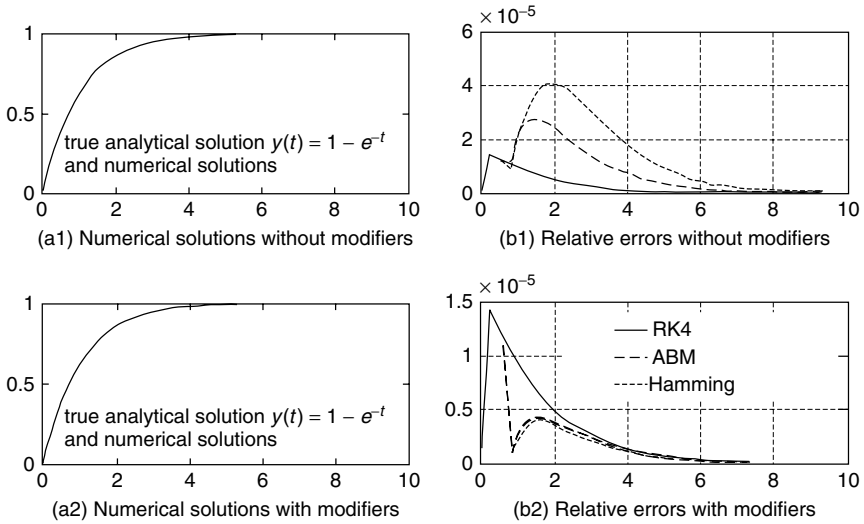 1
0.5
0
0 2 4 6 8 10
true analytical solution y(t) = 1 − e^{−t}
and numerical solutions
(a1) Numerical solutions without modifiers
× 10^{−5}
6
4
2
0
0 2 4 6 8 10
(b1) Relative errors without modifiers
1
0.5
0
0 2 4 6 8 10
true analytical solution y(t) = 1 − e^{−t}
and numerical solutions
(a2) Numerical solutions with modifiers
× 10^{−5}
1.5
1
0.5
0
0 2 4 6 8 10
RK4
ABM
Hamming
(b2) Relative errors with modifiers